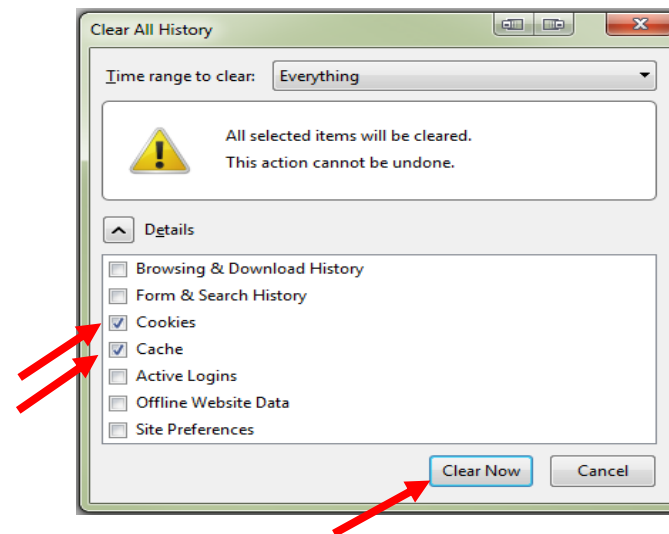 Clear All History
Time range to clear: Everything
All selected items will be cleared.
This action cannot be undone.
Details
Browsing & Download History
Form & Search History
Cookies
Cache
Active Logins
Offline Website Data
Site Preferences
Clear Now Cancel